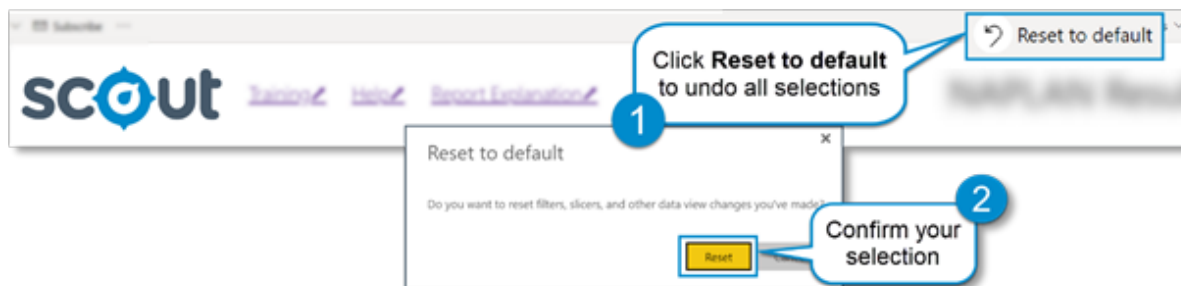 Subscribe
Reset to default
scout
Training
Help
Report Explanation
NAPLAN Resul
Click Reset to default
to undo all selections
1
Reset to default
×
Do you want to reset filters, slicers, and other data view changes you've made?
2
Confirm your
selection
Reset